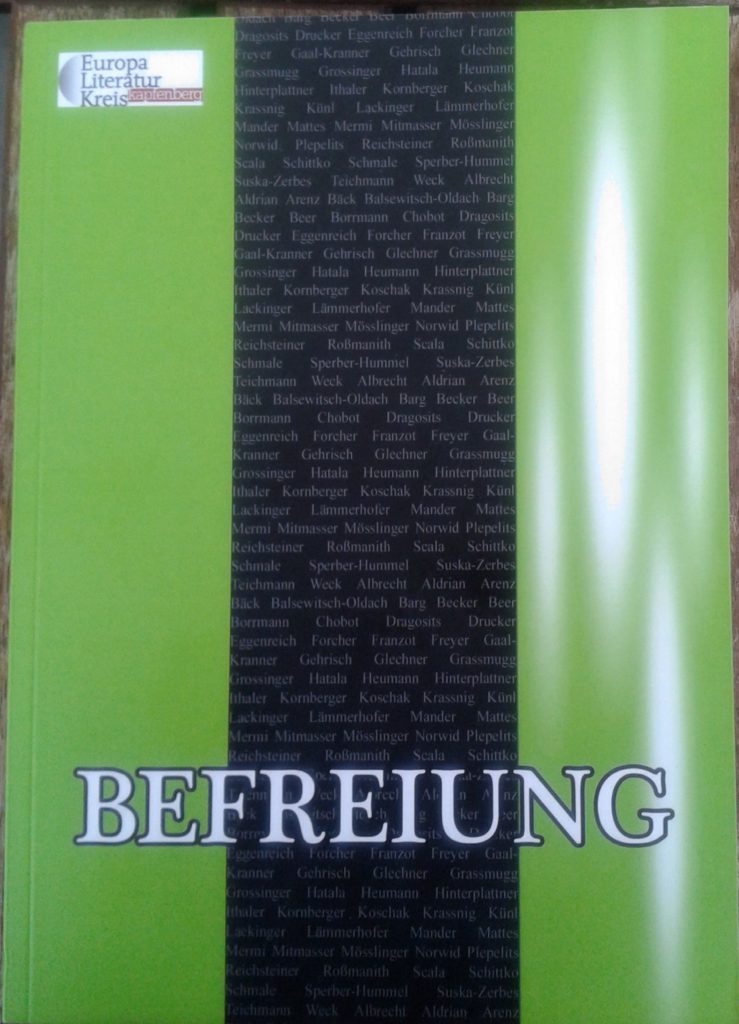 Europa
Literatur
Kreis kapfenberg
Oldach Barg Becker Beer Borrmann Chobot
Dragosits Drucker Eggenreich Forcher Franzot
Freyer Gaal-Kranner Gehrisch Glechner
Grassmugg Grossinger Hatala Heumann
Hinterplattner Ithaler Kornberger Koschak
Krassnig Künl Lackinger Lämmerhofer
Mander Mattes Mermi Mitmasser Mösslinger
Norwid Plepelits Reichsteiner Roßmanith
Scala Schittko Schmale Sperber-Hummel
Suska-Zerbes Teichmann Weck Albrecht
Aldrian Arenz Bäck Balsewitsch-Oldach Barg
Becker Beer Borrmann Chobot Dragosits
Drucker Eggenreich Forcher Franzot Freyer
Gaal-Kranner Gehrisch Glechner Grassmugg
Grossinger Hatala Heumann Hinterplattner
Ithaler Kornberger Koschak Krassnig Künl
Lackinger Lämmerhofer Mander Mattes
Mermi Mitmasser Mösslinger Norwid Plepelits
Reichsteiner Roßmanith Scala Schittko
Schmale Sperber-Hummel Suska-Zerbes
Teichmann Weck Albrecht Aldrian Arenz
Bäck Balsewitsch-Oldach Barg Becker Beer
Borrmann Chobot Dragosits Drucker
Eggenreich Forcher Franzot Freyer Gaal-
Kranner Gehrisch Glechner Grassmugg
Grossinger Hatala Heumann Hinterplattner
Ithaler Kornberger Koschak Krassnig Künl
Lackinger Lämmerhofer Mander Mattes
Mermi Mitmasser Mösslinger Norwid Plepelits
Reichsteiner Roßmanith Scala Schittko
Schmale Sperber-Hummel Suska-Zerbes
Teichmann Weck Albrecht Aldrian Arenz
Bäck Balsewitsch-Oldach Barg Becker Beer
Borrmann Chobot Dragosits Drucker
Eggenreich Forcher Franzot Freyer Gaal-
Kranner Gehrisch Glechner Grassmugg
Grossinger Hatala Heumann Hinterplattner
Ithaler Kornberger Koschak Krassnig Künl
Lackinger Lämmerhofer Mander Mattes
Mermi Mitmasser Mösslinger Norwid Plepelits
Reichsteiner Roßmanith Scala Schittko
BEFREIUNG
Eggenreich Forcher Franzot Freyer Gaal-
Kranner Gehrisch Glechner Grassmugg
Grossinger Hatala Heumann Hinterplattner
Ithaler Kornberger Koschak Krassnig Künl
Lackinger Lämmerhofer Mander Mattes
Mermi Mitmasser Mösslinger Norwid Plepelits
Reichsteiner Roßmanith Scala Schittko
Schmale Sperber-Hummel Suska-Zerbes
Teichmann Weck Albrecht Aldrian Arenz